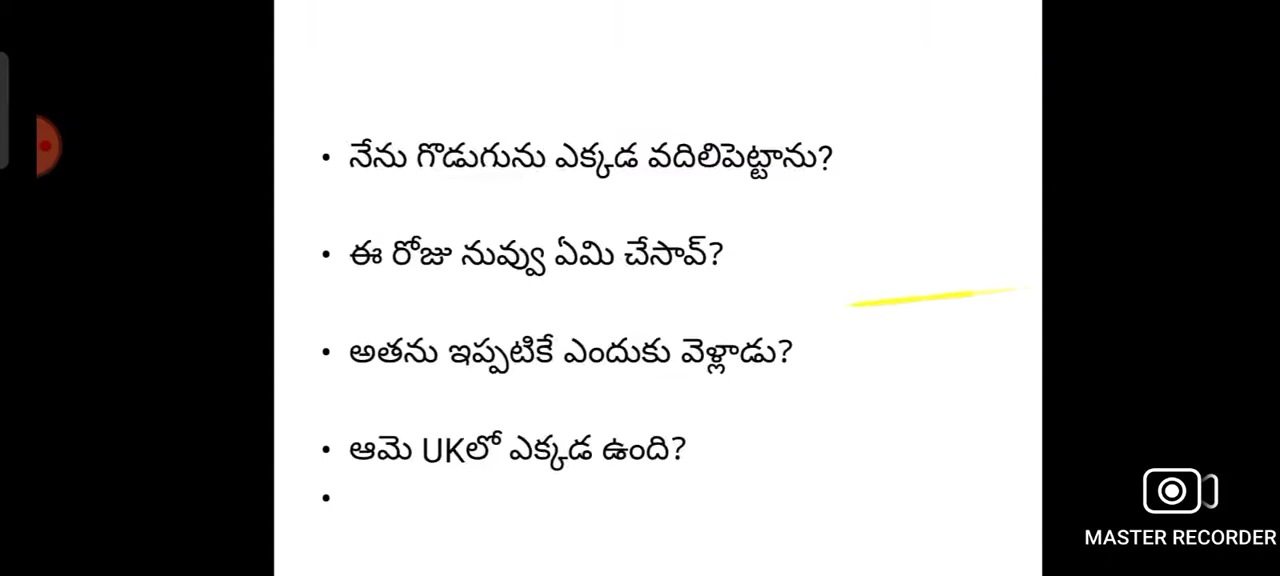 • నేను గొడుగును ఎక్కడ వదిలిపెట్టాను?
• ఈ రోజు నువ్వు ఏమి చేసావ్?
• అతను ఇప్పటికే ఎందుకు వెళ్లాడు?
• ఆమె UKలో ఎక్కడ ఉంది?
•
MASTER RECORDER